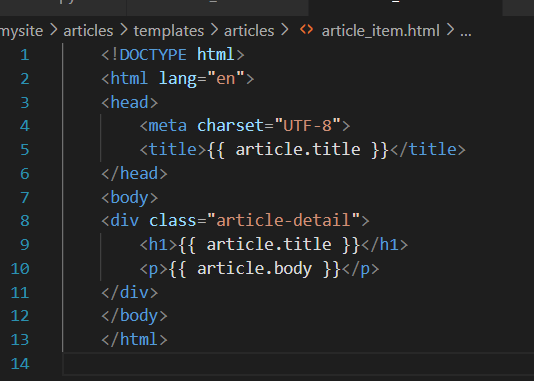 mysite > articles > templates > articles > <> article_item.html > ...
1 <!DOCTYPE html>
2 <html lang="en">
3 <head>
4 <meta charset="UTF-8">
5 <title>{{ article.title }}</title>
6 </head>
7 <body>
8 <div class="article-detail">
9 <h1>{{ article.title }}</h1>
10 <p>{{ article.body }}</p>
11 </div>
12 </body>
13 </html>
14